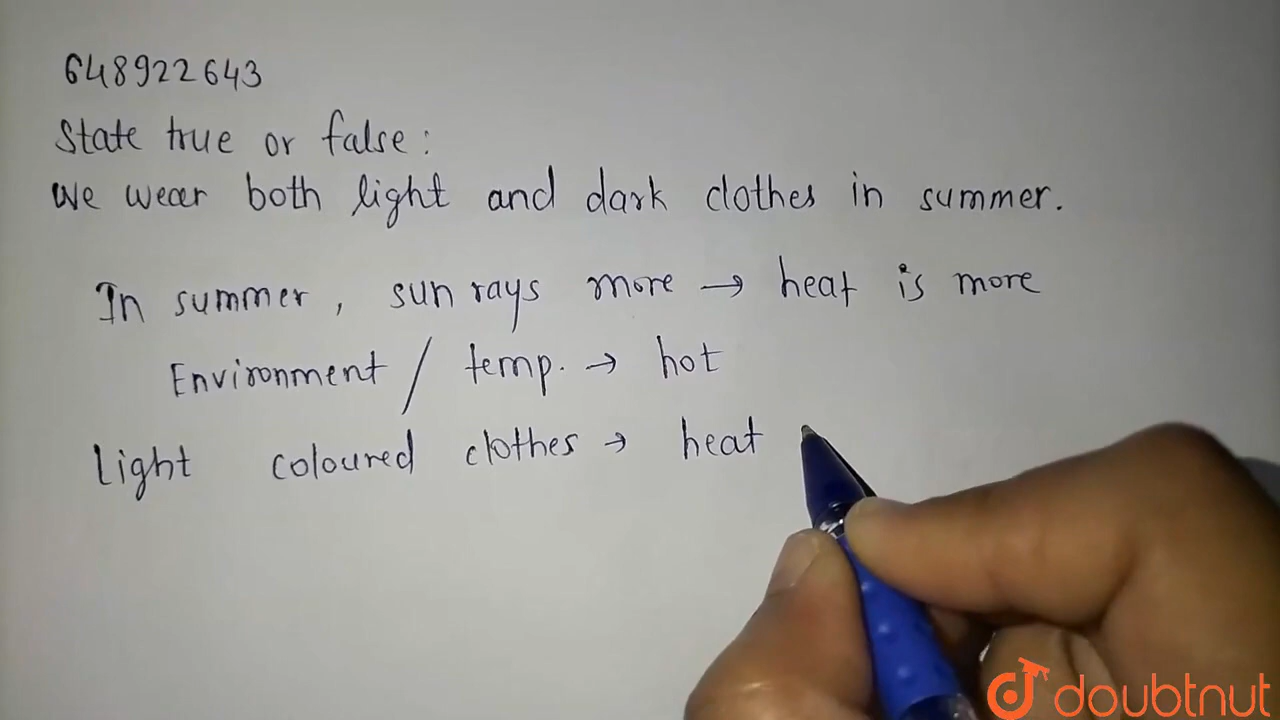 648922643
State true or false:
We wear both light and dark clothes in summer.
In summer, sun rays more → heat is more
Environment / temp. → hot
Light coloured clothes → heat
doubtnut